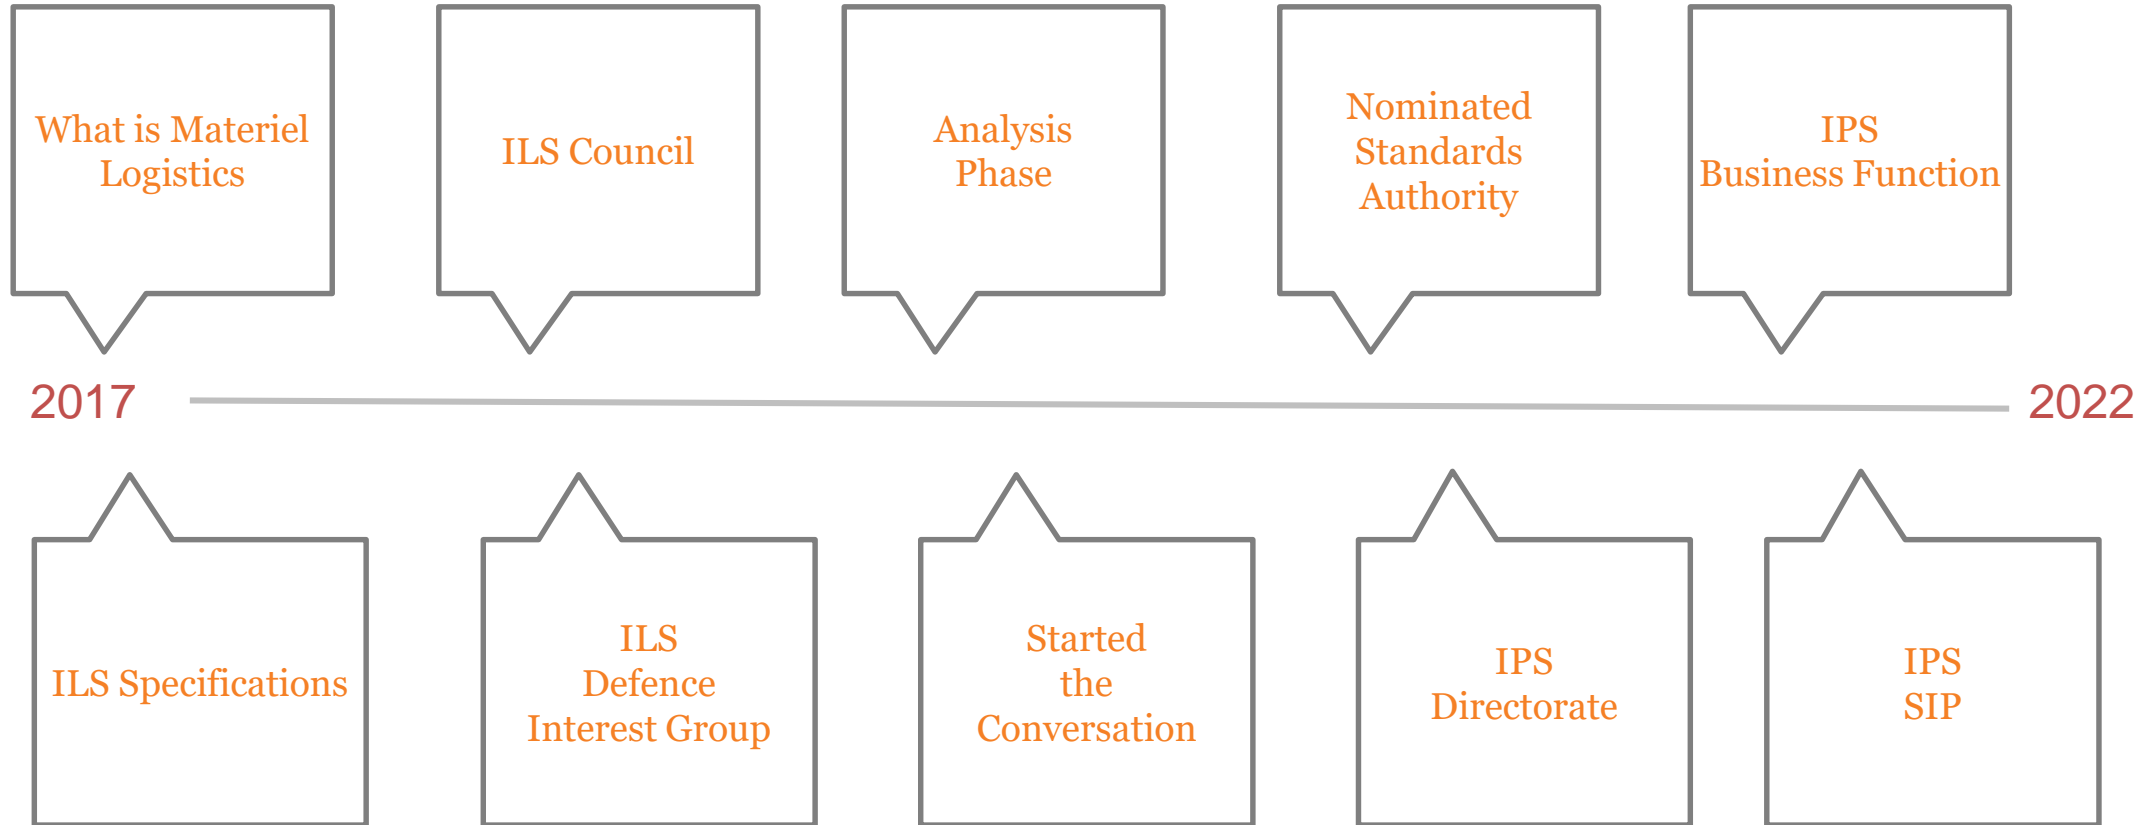 What is Materiel
Logistics
ILS Council
Analysis
Phase
Nominated
Standards
Authority
IPS
Business Function
2017
2022
ILS Specifications
ILS
Defence
Interest Group
Started
the
Conversation
IPS
Directorate
IPS
SIP